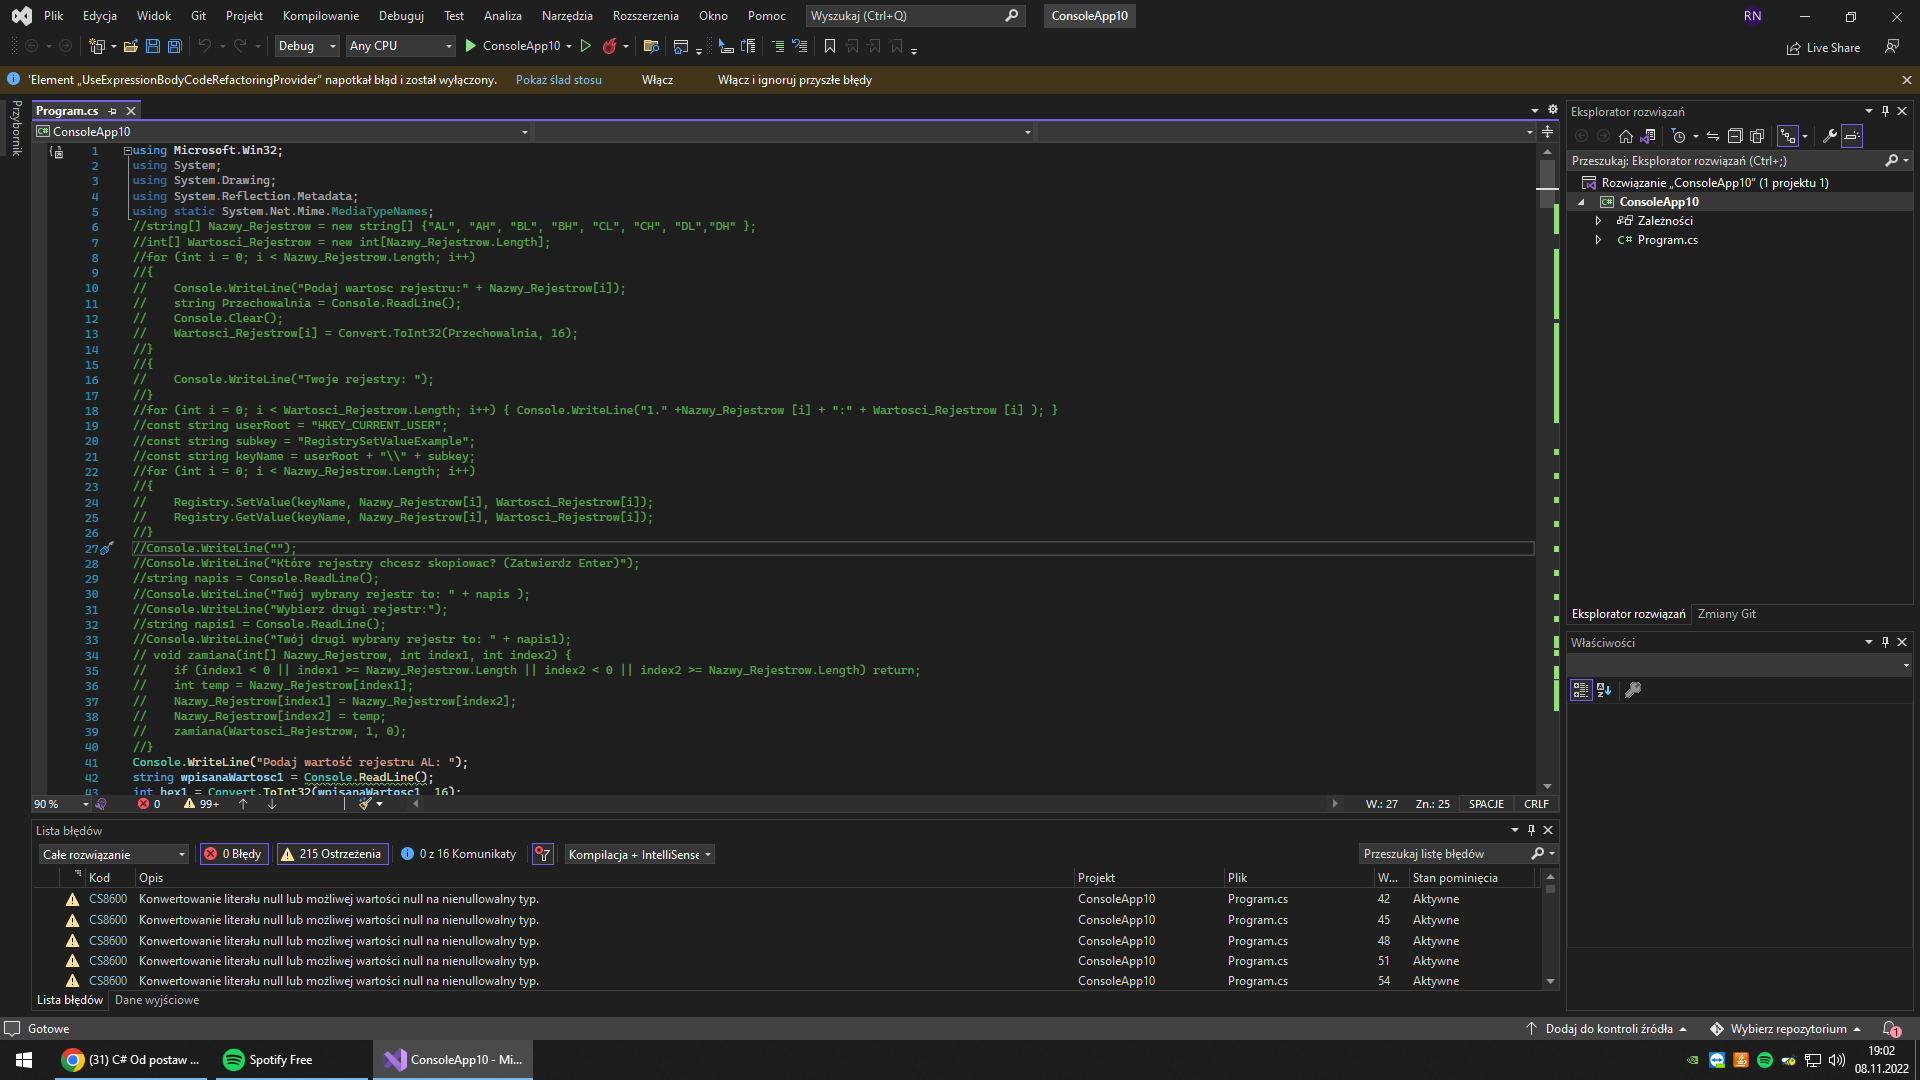 Plik Edycja Widok Git Projekt Kompilowanie Debuguj Test Analiza Narzędzia Rozszerzenia Okno Pomoc Wyszukaj (Ctrl+Q) ConsoleApp10 RN
Debug Any CPU ConsoleApp10 Live Share
'Element „UseExpressionBodyCodeRefactoringProvider” napotkał błąd i został wyłączony. Pokaż ślad stosu Włącz Włącz i ignoruj przyszłe błędy
Przybornik
Program.cs
C# ConsoleApp10
1 using Microsoft.Win32;
2 using System;
3 using System.Drawing;
4 using System.Reflection.Metadata;
5 using static System.Net.Mime.MediaTypeNames;
6 //string[] Nazwy_Rejestrow = new string[] {"AL", "AH", "BL", "BH", "CL", "CH", "DL","DH" };
7 //int[] Wartosci_Rejestrow = new int[Nazwy_Rejestrow.Length];
8 //for (int i = 0; i < Nazwy_Rejestrow.Length; i++)
9 //{
10 //    Console.WriteLine("Podaj wartosc rejestru:" + Nazwy_Rejestrow[i]);
11 //    string Przechowalnia = Console.ReadLine();
12 //    Console.Clear();
13 //    Wartosci_Rejestrow[i] = Convert.ToInt32(Przechowalnia, 16);
14 //}
15 //{
16 //    Console.WriteLine("Twoje rejestry: ");
17 //}
18 //for (int i = 0; i < Wartosci_Rejestrow.Length; i++) { Console.WriteLine("1." +Nazwy_Rejestrow [i] + ":" + Wartosci_Rejestrow [i] ); }
19 //const string userRoot = "HKEY_CURRENT_USER";
20 //const string subkey = "RegistrySetValueExample";
21 //const string keyName = userRoot + "\\" + subkey;
22 //for (int i = 0; i < Nazwy_Rejestrow.Length; i++)
23 //{
24 //    Registry.SetValue(keyName, Nazwy_Rejestrow[i], Wartosci_Rejestrow[i]);
25 //    Registry.GetValue(keyName, Nazwy_Rejestrow[i], Wartosci_Rejestrow[i]);
26 //}
27 //Console.WriteLine("");
28 //Console.WriteLine("Które rejestry chcesz skopiowac? (Zatwierdz Enter)");
29 //string napis = Console.ReadLine();
30 //Console.WriteLine("Twój wybrany rejestr to: " + napis );
31 //Console.WriteLine("Wybierz drugi rejestr:");
32 //string napis1 = Console.ReadLine();
33 //Console.WriteLine("Twój drugi wybrany rejestr to: " + napis1);
34 // void zamiana(int[] Nazwy_Rejestrow, int index1, int index2) {
35 //    if (index1 < 0 || index1 >= Nazwy_Rejestrow.Length || index2 < 0 || index2 >= Nazwy_Rejestrow.Length) return;
36 //    int temp = Nazwy_Rejestrow[index1];
37 //    Nazwy_Rejestrow[index1] = Nazwy_Rejestrow[index2];
38 //    Nazwy_Rejestrow[index2] = temp;
39 //    zamiana(Wartosci_Rejestrow, 1, 0);
40 //}
41 Console.WriteLine("Podaj wartość rejestru AL: ");
42 string wpisanaWartosc1 = Console.ReadLine();
43 int hex1 = Convert.ToInt32(wpisanaWartosc1, 16);
90 % 0 99+ W.: 27 Zn.: 25 SPACJE CRLF
Lista błędów
Całe rozwiązanie 0 Błędy 215 Ostrzeżenia 0 z 16 Komunikaty Kompilacja + IntelliSense Przeszukaj listę błędów
Kod Opis Projekt Plik W... Stan pominięcia
CS8600 Konwertowanie literału null lub możliwej wartości null na nienullowalny typ. ConsoleApp10 Program.cs 42 Aktywne
CS8600 Konwertowanie literału null lub możliwej wartości null na nienullowalny typ. ConsoleApp10 Program.cs 45 Aktywne
CS8600 Konwertowanie literału null lub możliwej wartości null na nienullowalny typ. ConsoleApp10 Program.cs 48 Aktywne
CS8600 Konwertowanie literału null lub możliwej wartości null na nienullowalny typ. ConsoleApp10 Program.cs 51 Aktywne
CS8600 Konwertowanie literału null lub możliwej wartości null na nienullowalny typ. ConsoleApp10 Program.cs 54 Aktywne
Lista błędów Dane wyjściowe
Eksplorator rozwiązań
Przeszukaj: Eksplorator rozwiązań (Ctrl+;)
Rozwiązanie „ConsoleApp10” (1 projektu 1)
C# ConsoleApp10
Zależności
C# Program.cs
Eksplorator rozwiązań Zmiany Git
Właściwości
Gotowe Dodaj do kontroli źródła Wybierz repozytorium 1
(31) C# Od postaw ... Spotify Free ConsoleApp10 - Mi...
19:02
08.11.2022